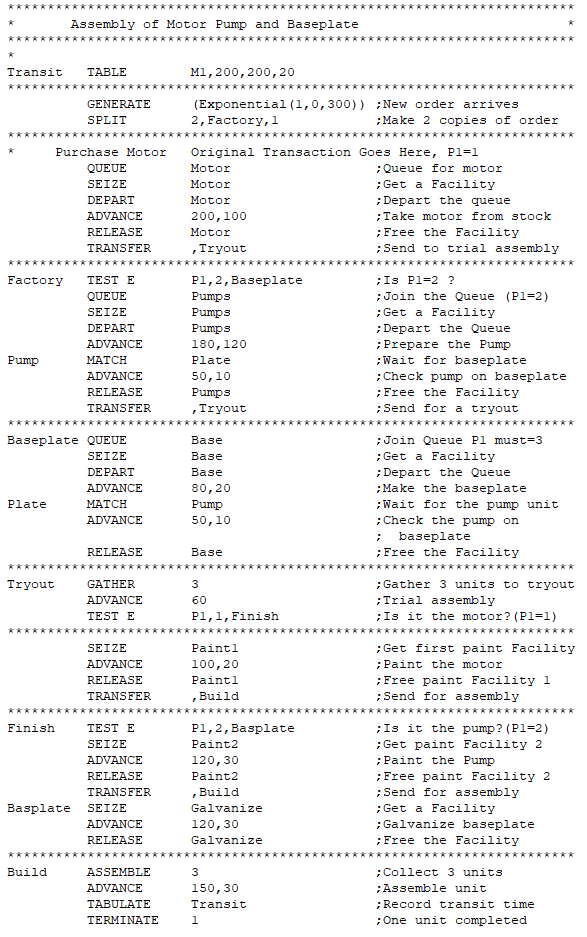 ************************************************************************
*       Assembly of Motor Pump and Baseplate                           *
************************************************************************
*
Transit   TABLE        M1,200,200,20
************************************************************************
          GENERATE     (Exponential(1,0,300)) ;New order arrives
          SPLIT        2,Factory,1            ;Make 2 copies of order
************************************************************************
*     Purchase Motor   Original Transaction Goes Here, P1=1
          QUEUE        Motor                  ;Queue for motor
          SEIZE        Motor                  ;Get a Facility
          DEPART       Motor                  ;Depart the queue
          ADVANCE      200,100                ;Take motor from stock
          RELEASE      Motor                  ;Free the Facility
          TRANSFER     ,Tryout                ;Send to trial assembly
************************************************************************
Factory   TEST E       P1,2,Baseplate         ;Is P1=2 ?
          QUEUE        Pumps                  ;Join the Queue (P1=2)
          SEIZE        Pumps                  ;Get a Facility
          DEPART       Pumps                  ;Depart the Queue
          ADVANCE      180,120                ;Prepare the Pump
Pump      MATCH        Plate                  ;Wait for baseplate
          ADVANCE      50,10                  ;Check pump on baseplate
          RELEASE      Pumps                  ;Free the Facility
          TRANSFER     ,Tryout                ;Send for a tryout
************************************************************************
Baseplate QUEUE        Base                   ;Join Queue P1 must=3
          SEIZE        Base                   ;Get a Facility
          DEPART       Base                   ;Depart the Queue
          ADVANCE      80,20                  ;Make the baseplate
Plate     MATCH        Pump                   ;Wait for the pump unit
          ADVANCE      50,10                  ;Check the pump on
                                              ;  baseplate
          RELEASE      Base                   ;Free the Facility
************************************************************************
Tryout    GATHER       3                      ;Gather 3 units to tryout
          ADVANCE      60                     ;Trial assembly
          TEST E       P1,1,Finish            ;Is it the motor?(P1=1)
************************************************************************
          SEIZE        Paint1                 ;Get first paint Facility
          ADVANCE      100,20                 ;Paint the motor
          RELEASE      Paint1                 ;Free paint Facility 1
          TRANSFER     ,Build                 ;Send for assembly
************************************************************************
Finish    TEST E       P1,2,Basplate          ;Is it the pump?(P1=2)
          SEIZE        Paint2                 ;Get paint Facility 2
          ADVANCE      120,30                 ;Paint the Pump
          RELEASE      Paint2                 ;Free paint Facility 2
          TRANSFER     ,Build                 ;Send for assembly
Basplate  SEIZE        Galvanize              ;Get a Facility
          ADVANCE      120,30                 ;Galvanize baseplate
          RELEASE      Galvanize              ;Free the Facility
************************************************************************
Build     ASSEMBLE     3                      ;Collect 3 units
          ADVANCE      150,30                 ;Assemble unit
          TABULATE     Transit                ;Record transit time
          TERMINATE    1                      ;One unit completed